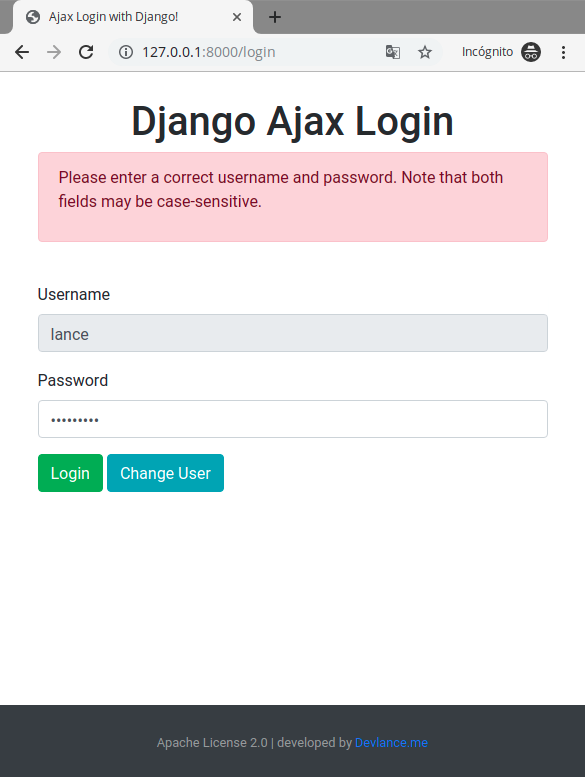 Ajax Login with Django!
127.0.0.1:8000/login
Incógnito
Django Ajax Login
Please enter a correct username and password. Note that both
fields may be case-sensitive.
Username
lance
Password
•••••••••
Login Change User
Apache License 2.0 | developed by Devlance.me